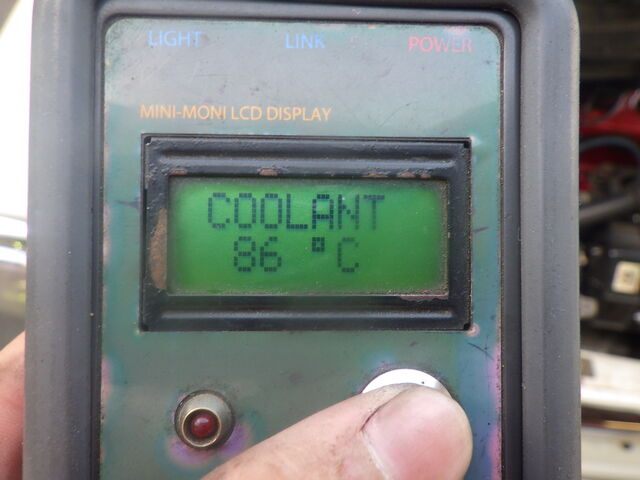 LIGHT LINK POWER
MINI-MONI LCD DISPLAY
COOLANT
86 °C